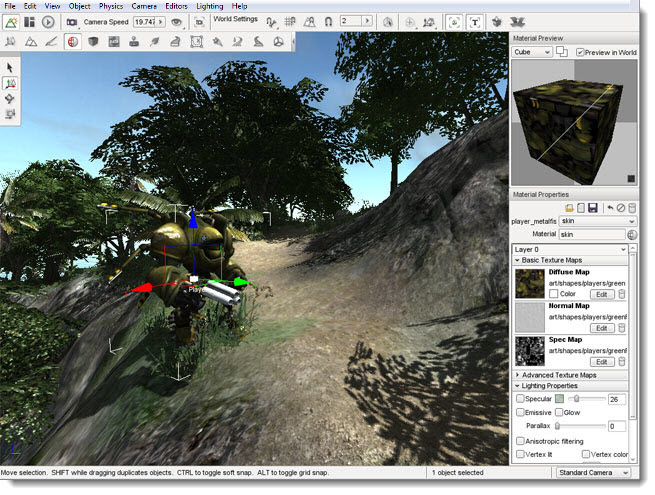 File Edit View Object Physics Camera Editors Lighting Help
Camera Speed 19.747 World Settings 2
Material Preview
Cube Preview in World
Material Properties
player_metalfis skin
Material skin
Layer 0
Basic Texture Maps
Diffuse Map
art/shapes/players/green
Color Edit
Normal Map
art/shapes/players/greenf
Edit
Spec Map
art/shapes/players/greenf
Edit
Advanced Texture Maps
Lighting Properties
Specular 26
Emissive Glow
Parallax 0
Anisotropic filtering
Vertex lit Vertex color
Move selection. SHIFT while dragging duplicates objects. CTRL to toggle soft snap. ALT to toggle grid snap. 1 object selected Standard Camera